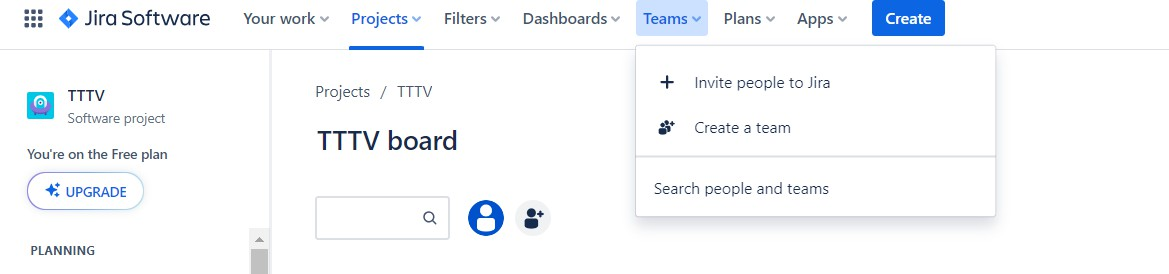 Jira Software Your work Projects Filters Dashboards Teams Plans Apps Create
TTTV
Software project
You're on the Free plan
UPGRADE
PLANNING
Projects / TTTV
TTTV board
Invite people to Jira
Create a team
Search people and teams